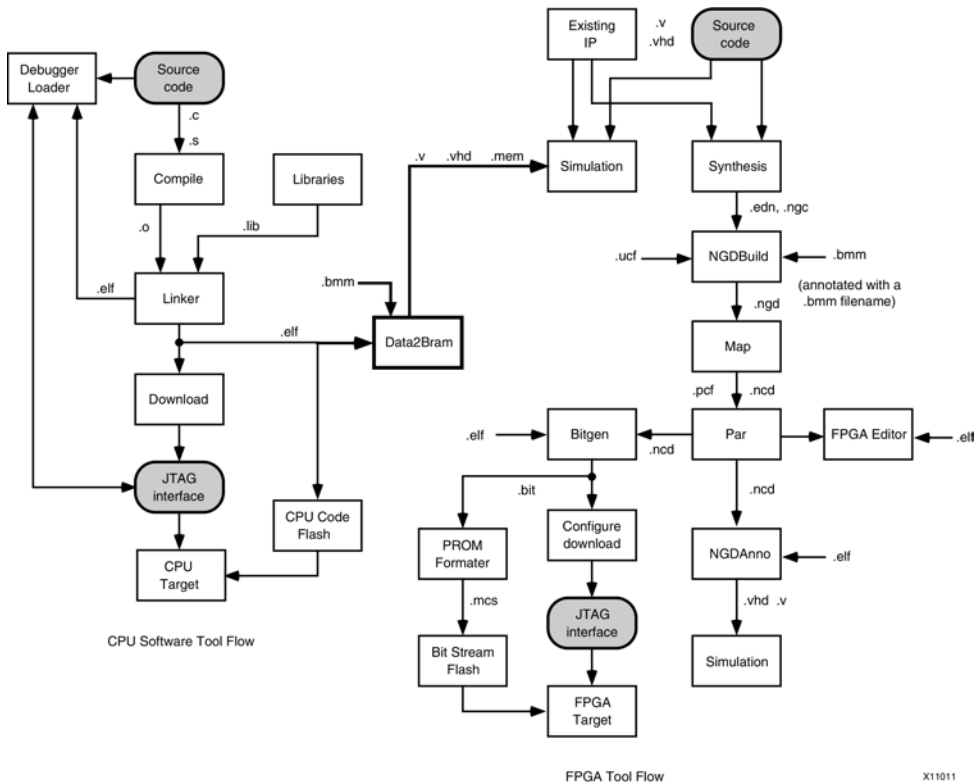 Existing
IP
.v
.vhd
Source
code
Debugger
Loader
Source
code
.c
.s
Compile
Libraries
.v .vhd .mem
Simulation
Synthesis
.o
.lib
.edn, .ngc
.ucf
NGDBuild
.bmm
(annotated with a
.bmm filename)
.elf
Linker
.bmm
.ngd
.elf
Data2Bram
Map
Download
.pcf .ncd
.elf
Bitgen
.ncd
Par
FPGA Editor
.elf
JTAG
interface
.bit
.ncd
CPU Code
Flash
PROM
Formater
Configure
download
NGDAnno
.elf
CPU
Target
.mcs
.vhd .v
CPU Software Tool Flow
JTAG
interface
Bit Stream
Flash
Simulation
FPGA
Target
FPGA Tool Flow
X11011